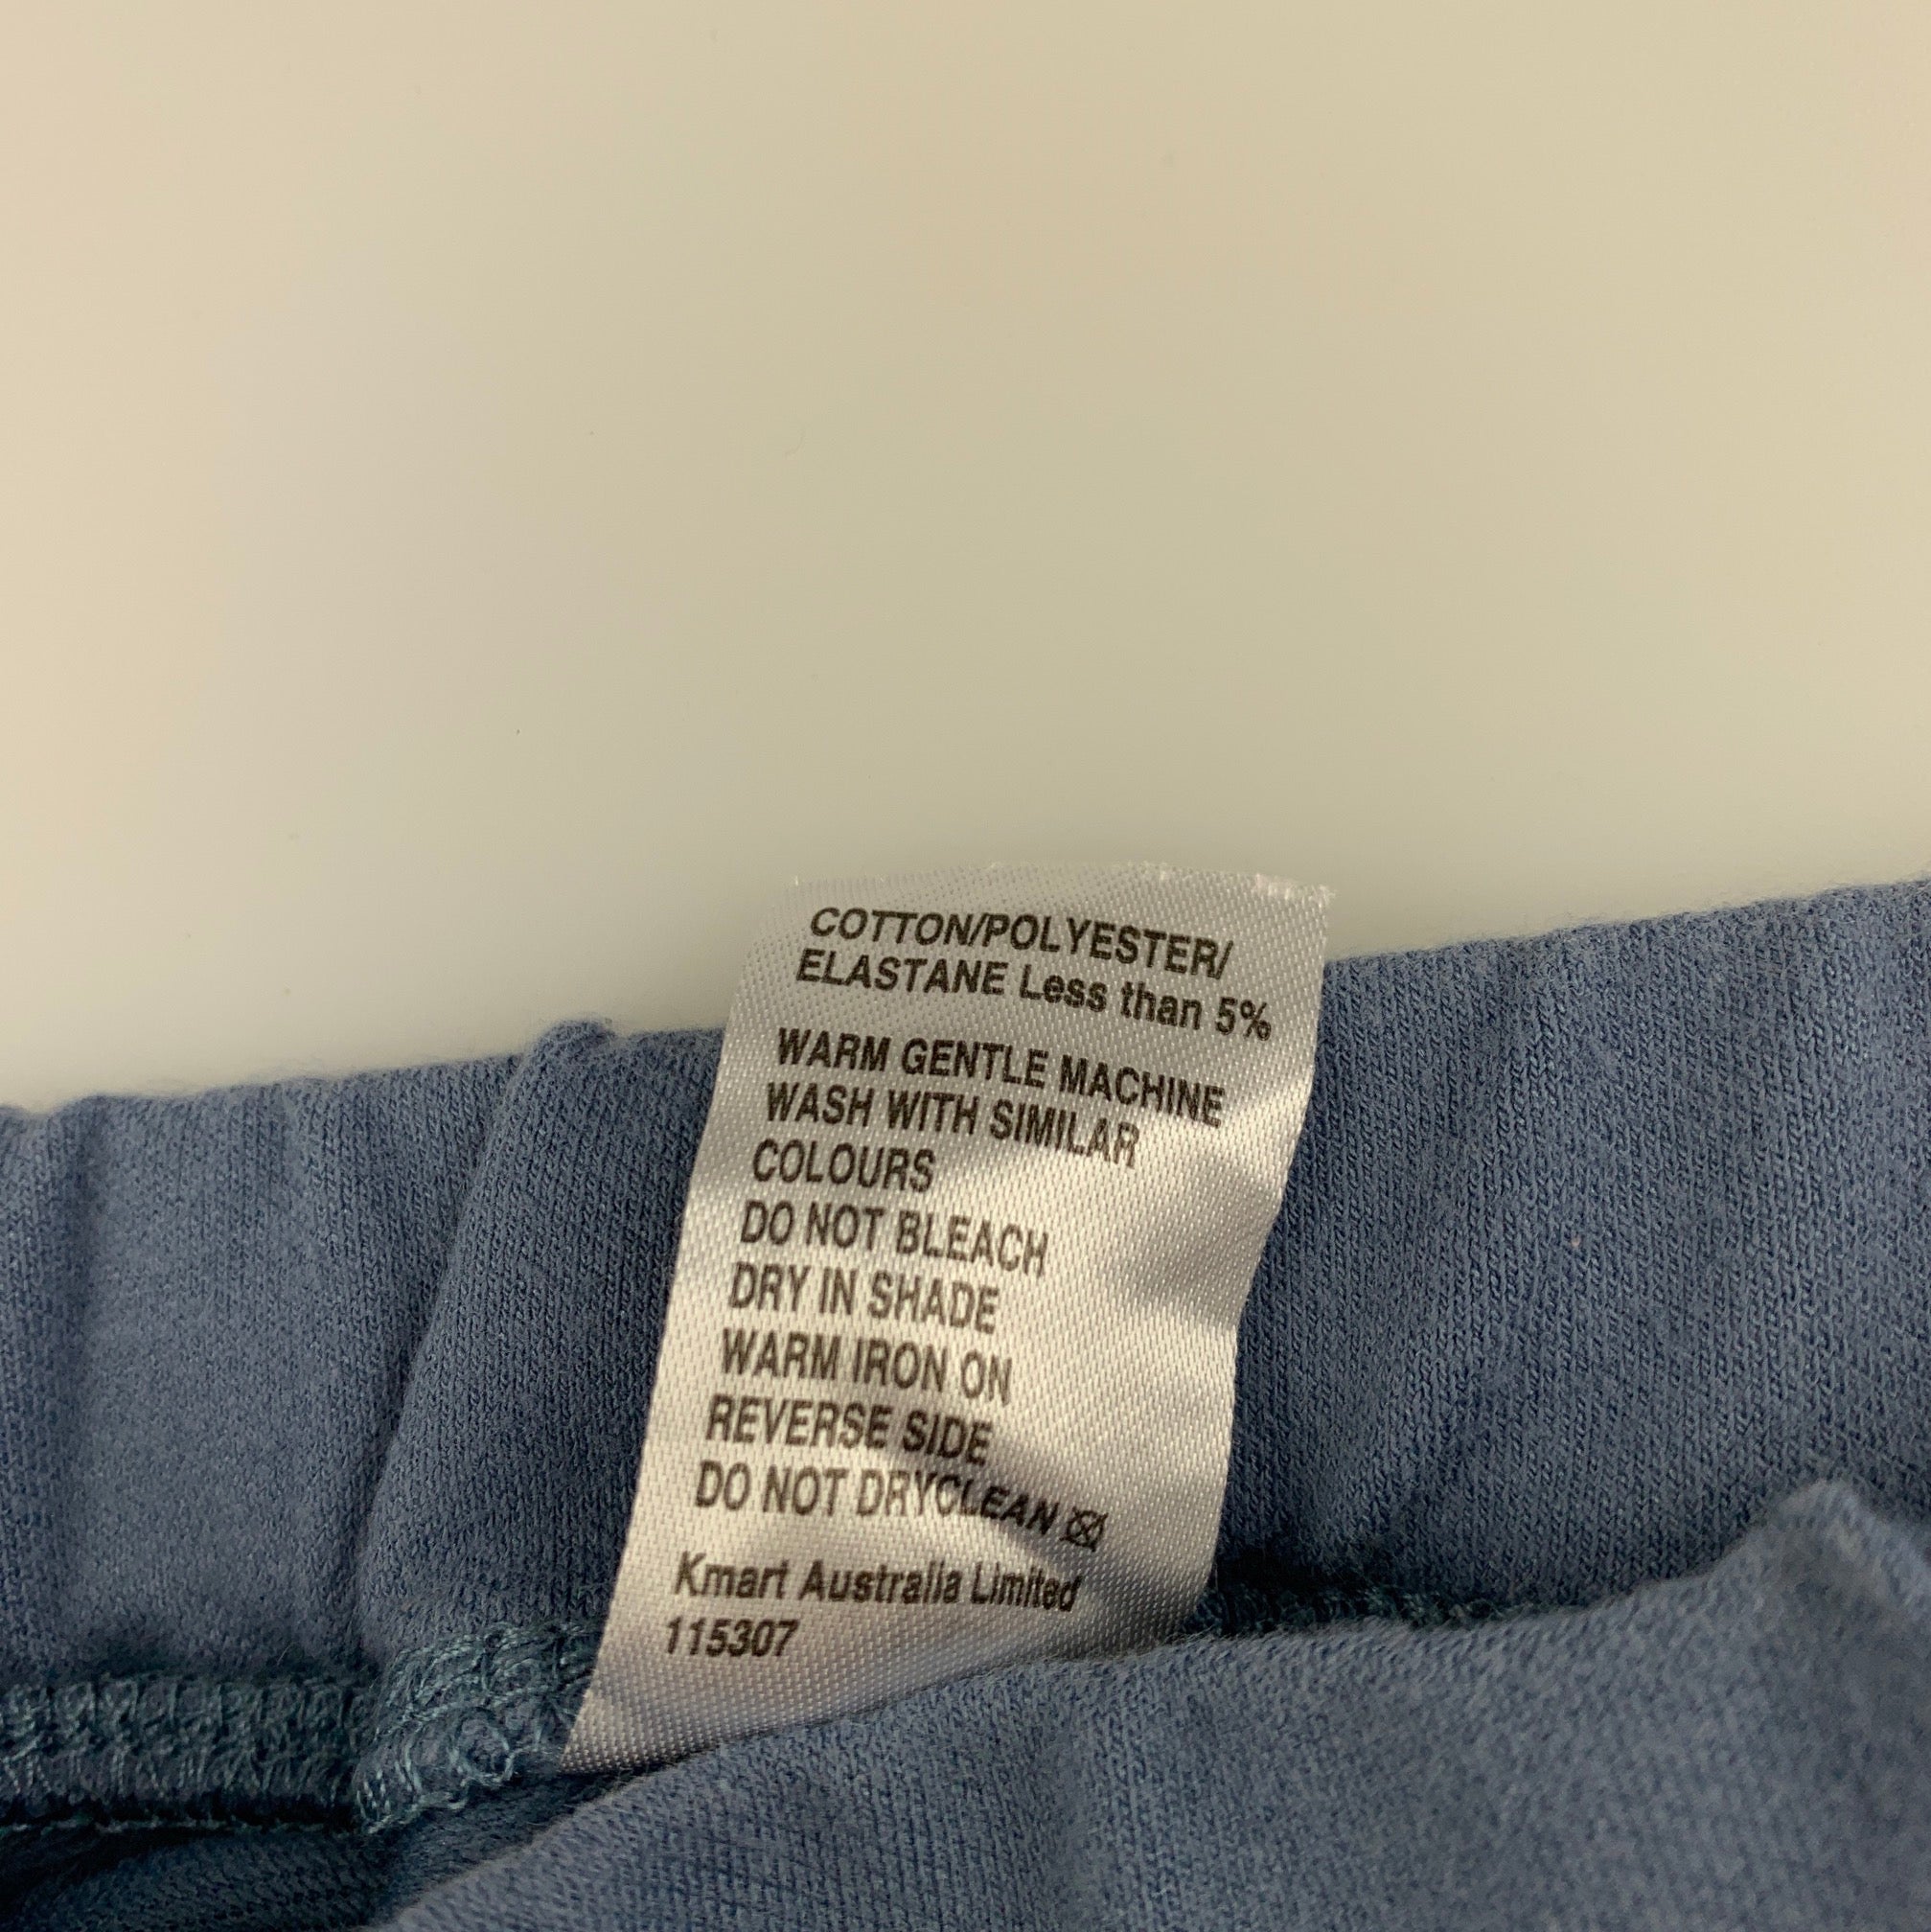 COTTON/POLYESTER/
ELASTANE Less than 5%
WARM GENTLE MACHINE
WASH WITH SIMILAR
COLOURS
DO NOT BLEACH
DRY IN SHADE
WARM IRON ON
REVERSE SIDE
DO NOT DRYCLEAN
Kmart Australia Limited
115307